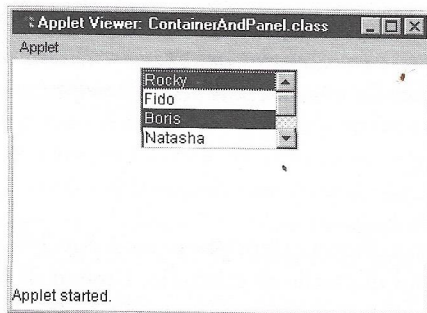 Applet Viewer: ContainerAndPanel.class
Applet
Rocky
Fido
Boris
Natasha
Applet started.